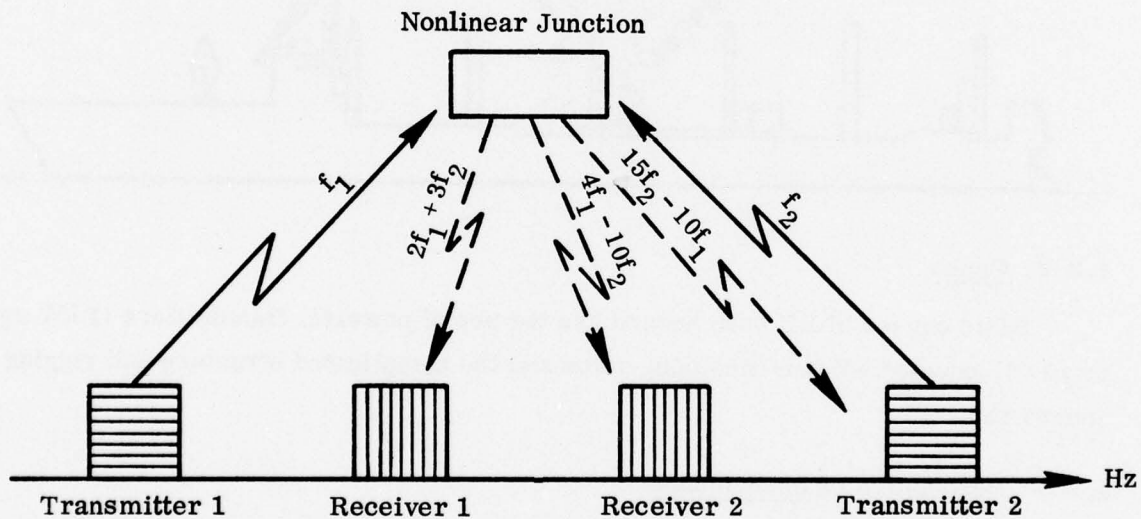 Nonlinear Junction
f₁
2f₁ + 3f₂
4f₁ - 10f₂
15f₂ - 10f₁
f₂
Hz
Transmitter 1 Receiver 1 Receiver 2 Transmitter 2